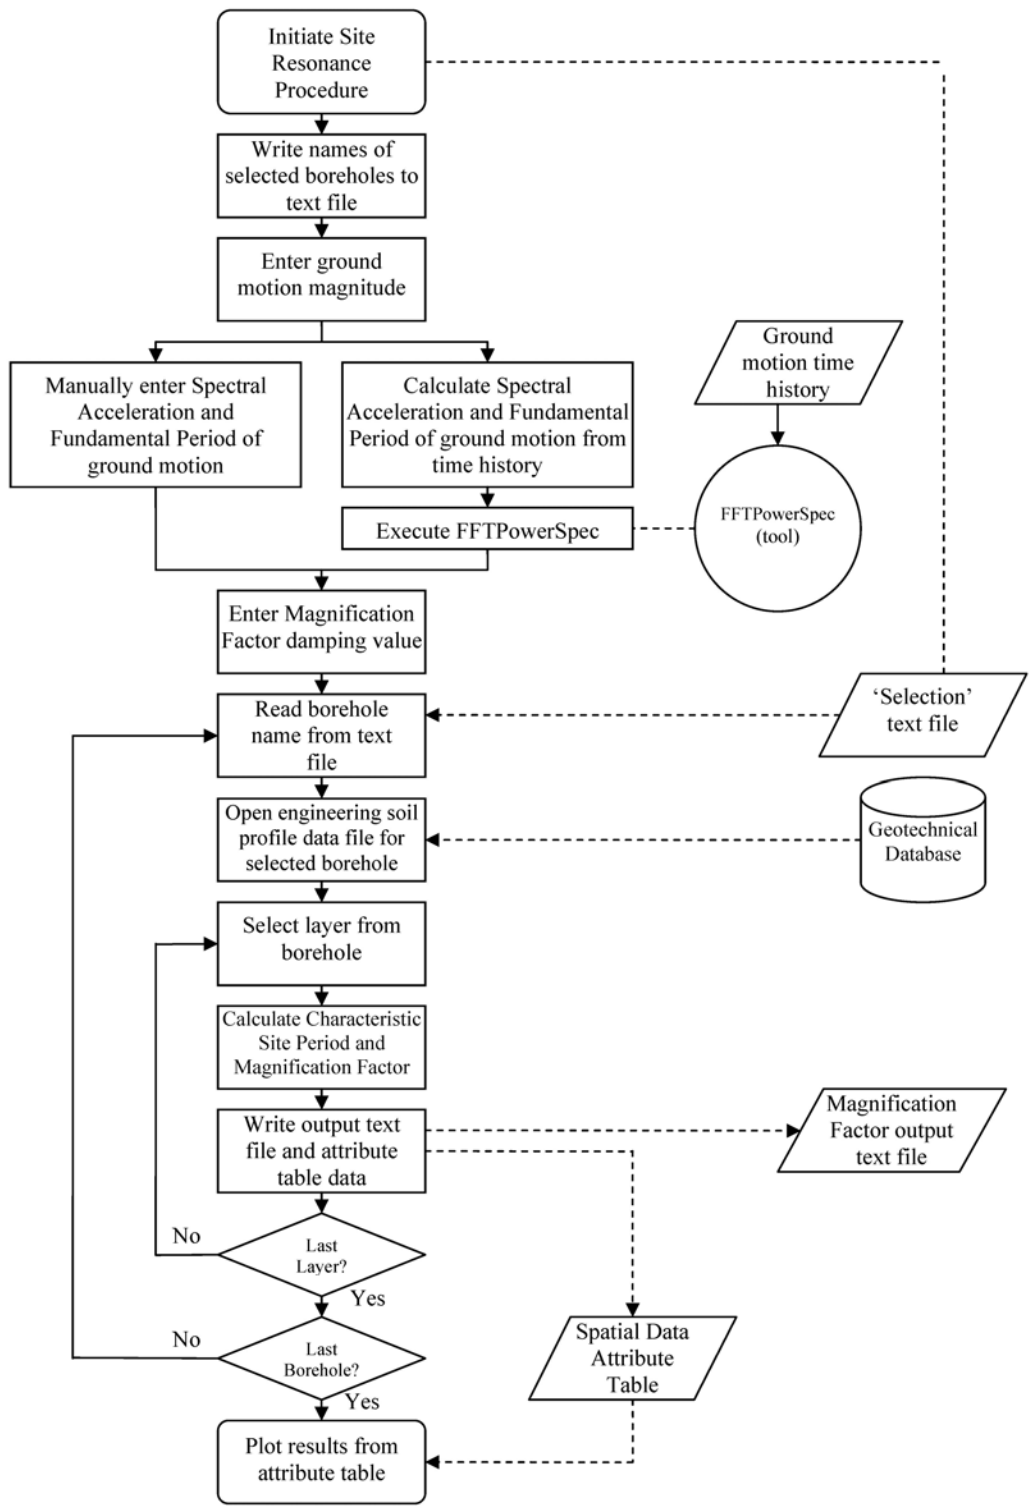 Initiate Site
Resonance
Procedure
Write names of
selected boreholes to
text file
Enter ground
motion magnitude
Manually enter Spectral
Acceleration and
Fundamental Period of
ground motion
Calculate Spectral
Acceleration and Fundamental
Period of ground motion from
time history
Ground
motion time
history
Execute FFTPowerSpec
FFTPowerSpec
(tool)
Enter Magnification
Factor damping value
Read borehole
name from text
file
‘Selection’
text file
Open engineering soil
profile data file for
selected borehole
Geotechnical
Database
Select layer from
borehole
Calculate Characteristic
Site Period and
Magnification Factor
Write output text
file and attribute
table data
Magnification
Factor output
text file
No
Last
Layer?
Yes
No
Last
Borehole?
Yes
Spatial Data
Attribute
Table
Plot results from
attribute table